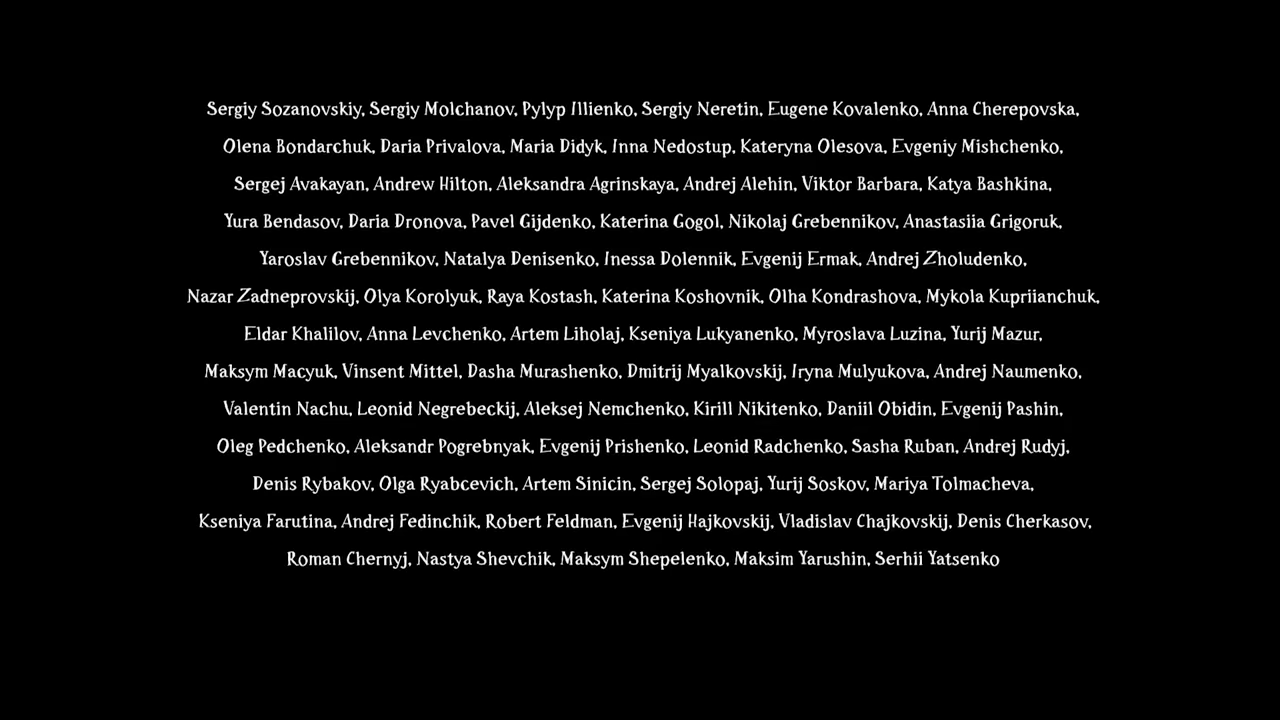 Sergiy Sozanovskiy, Sergiy Molchanov, Pylyp Illienko, Sergiy Neretin, Eugene Kovalenko, Anna Cherepovska,
Olena Bondarchuk, Daria Privalova, Maria Didyk, Inna Nedostup, Kateryna Olesova, Evgeniy Mishchenko,
Sergej Avakayan, Andrew Hilton, Aleksandra Agrinskaya, Andrej Alehin, Viktor Barbara, Katya Bashkina,
Yura Bendasov, Daria Dronova, Pavel Gijdenko, Katerina Gogol, Nikolaj Grebennikov, Anastasiia Grigoruk,
Yaroslav Grebennikov, Natalya Denisenko, Inessa Dolennik, Evgenij Ermak, Andrej Zholudenko,
Nazar Zadneprovskij, Olya Korolyuk, Raya Kostash, Katerina Koshovnik, Olha Kondrashova, Mykola Kupriianchuk,
Eldar Khalilov, Anna Levchenko, Artem Liholaj, Kseniya Lukyanenko, Myroslava Luzina, Yurij Mazur,
Maksym Macyuk, Vinsent Mittel, Dasha Murashenko, Dmitrij Myalkovskij, Iryna Mulyukova, Andrej Naumenko,
Valentin Nachu, Leonid Negrebeckij, Aleksej Nemchenko, Kirill Nikitenko, Daniil Obidin, Evgenij Pashin,
Oleg Pedchenko, Aleksandr Pogrebnyak, Evgenij Prishenko, Leonid Radchenko, Sasha Ruban, Andrej Rudyj,
Denis Rybakov, Olga Ryabcevich, Artem Sinicin, Sergej Solopaj, Yurij Soskov, Mariya Tolmacheva,
Kseniya Farutina, Andrej Fedinchik, Robert Feldman, Evgenij Hajkovskij, Vladislav Chajkovskij, Denis Cherkasov,
Roman Chernyj, Nastya Shevchik, Maksym Shepelenko, Maksim Yarushin, Serhii Yatsenko